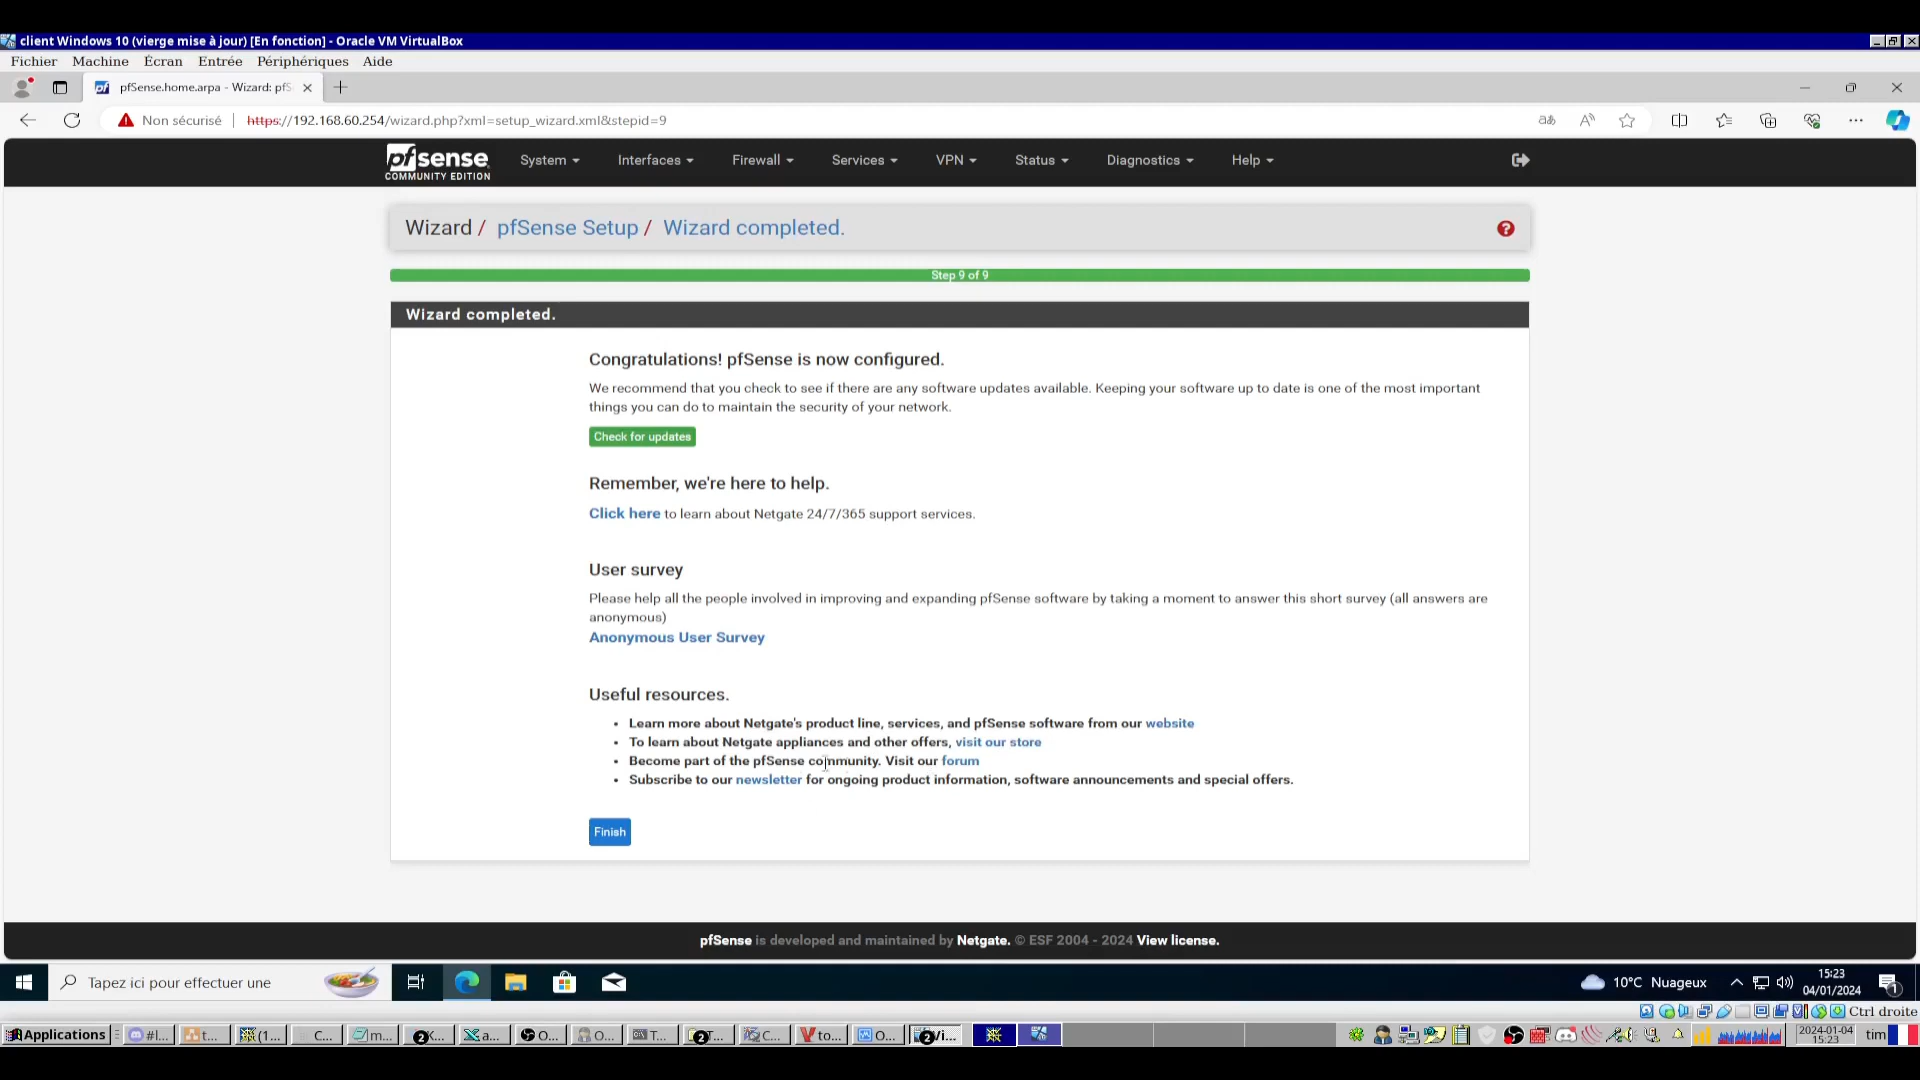 client Windows 10 (vierge mise à jour) [En fonction] - Oracle VM VirtualBox
Fichier Machine Écran Entrée Périphériques Aide
pfSense.home.arpa - Wizard: pfS
Non sécurisé https://192.168.60.254/wizard.php?xml=setup_wizard.xml&stepid=9
pfsense
COMMUNITY EDITION
System Interfaces Firewall Services VPN Status Diagnostics Help
Wizard / pfSense Setup / Wizard completed.
Step 9 of 9
Wizard completed.
Congratulations! pfSense is now configured.
We recommend that you check to see if there are any software updates available. Keeping your software up to date is one of the most important
things you can do to maintain the security of your network.
Check for updates
Remember, we're here to help.
Click here to learn about Netgate 24/7/365 support services.
User survey
Please help all the people involved in improving and expanding pfSense software by taking a moment to answer this short survey (all answers are
anonymous)
Anonymous User Survey
Useful resources.
• Learn more about Netgate's product line, services, and pfSense software from our website
• To learn about Netgate appliances and other offers, visit our store
• Become part of the pfSense community. Visit our forum
• Subscribe to our newsletter for ongoing product information, software announcements and special offers.
Finish
pfSense is developed and maintained by Netgate. © ESF 2004 - 2024 View license.
Tapez ici pour effectuer une
10°C Nuageux
15:23
04/01/2024
Ctrl droite
Applications #l... t... (1... C... m... K... a... O... O... T... C... to... O...
2024-01-04
15:23
tim